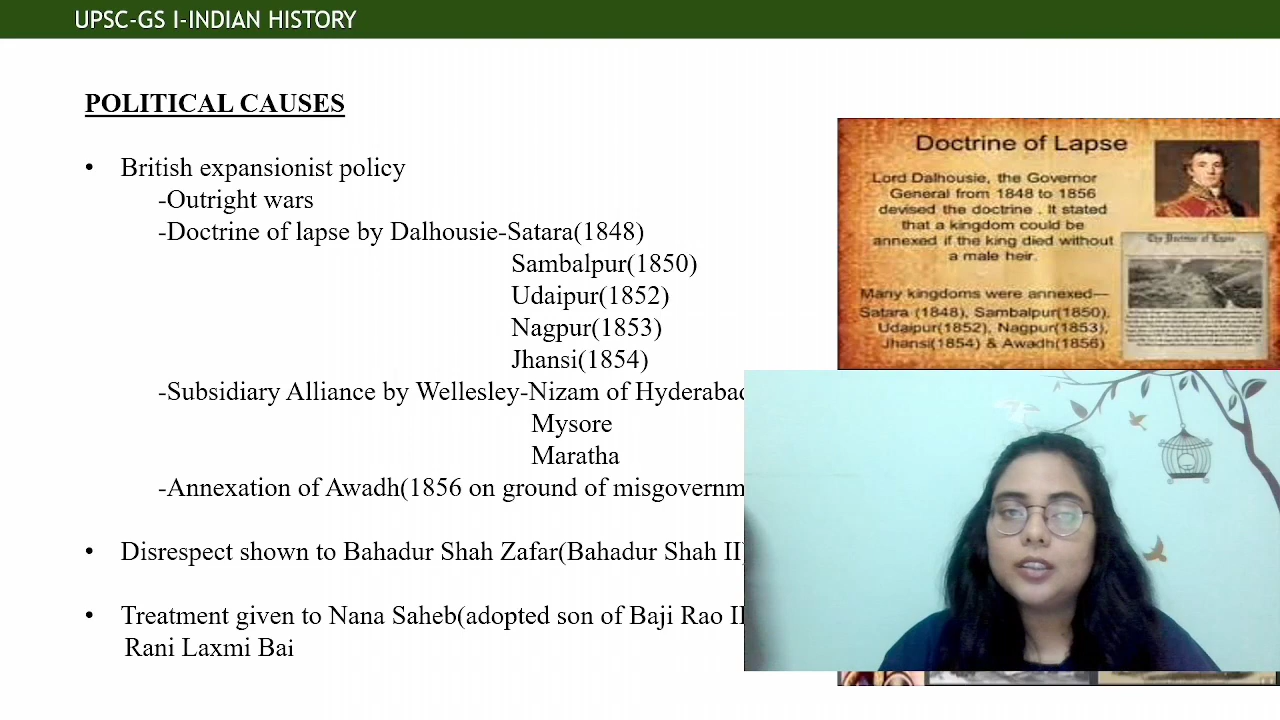 UPSC-GS I-INDIAN HISTORY
POLITICAL CAUSES
• British expansionist policy
-Outright wars
-Doctrine of lapse by Dalhousie-Satara(1848)
Sambalpur(1850)
Udaipur(1852)
Nagpur(1853)
Jhansi(1854)
-Subsidiary Alliance by Wellesley-Nizam of
Mysore
Maratha
-Annexation of Awadh(1856 on ground of
• Disrespect shown to Bahadur Shah Zafar(Bahadur Shah II)
• Treatment given to Nana Saheb(adopted son of Baji Rao II
Rani Laxmi Bai
Doctrine of Lapse
Lord Dalhousie, the Governor
General from 1848 to 1856
devised the doctrine . It stated
that a kingdom could be
annexed if the king died without
a male heir.
Many kingdoms were annexed—
Satara (1848), Sambalpur(1850),
Udaipur(1852), Nagpur(1853),
Jhansi(1854) & Awadh(1856)
The Doctrine of Lapse